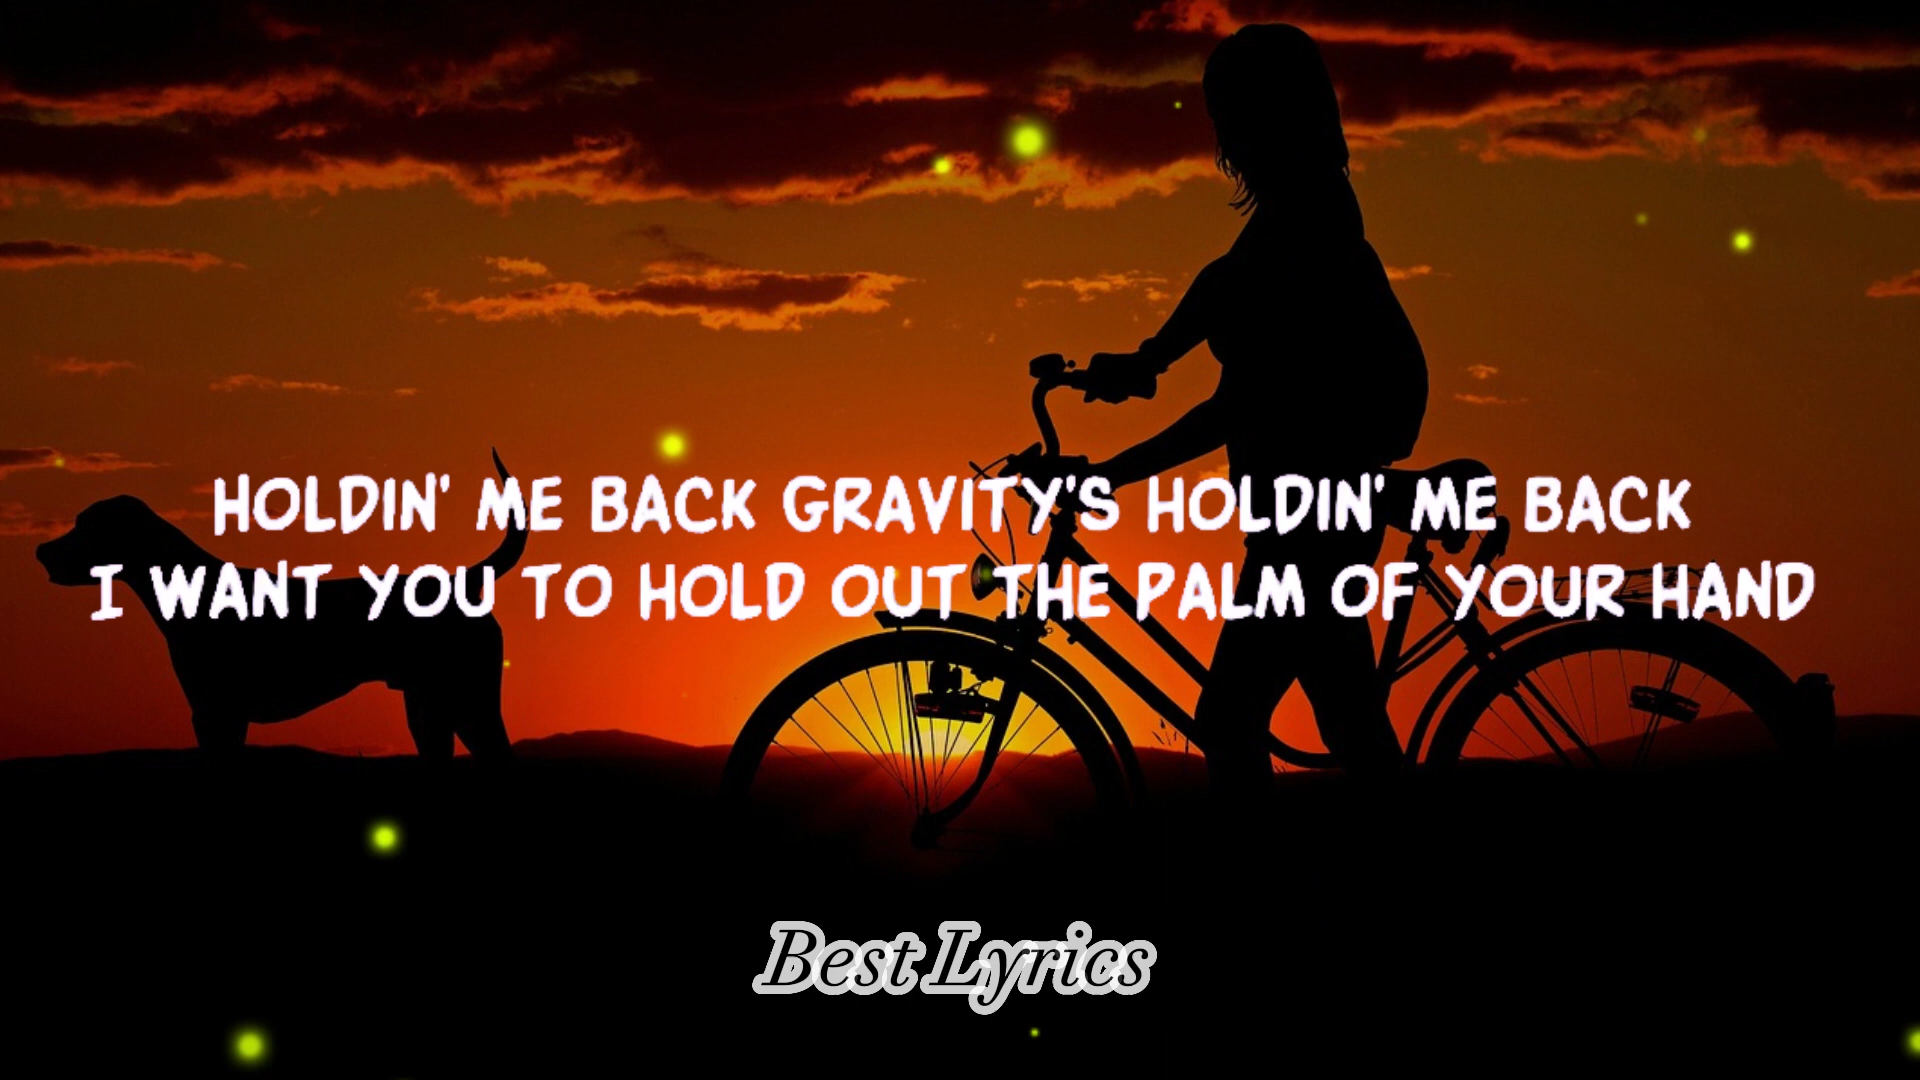 HOLDIN' ME BACK GRAVITY'S HOLDIN' ME BACK
I WANT YOU TO HOLD OUT THE PALM OF YOUR HAND
Best Lyrics